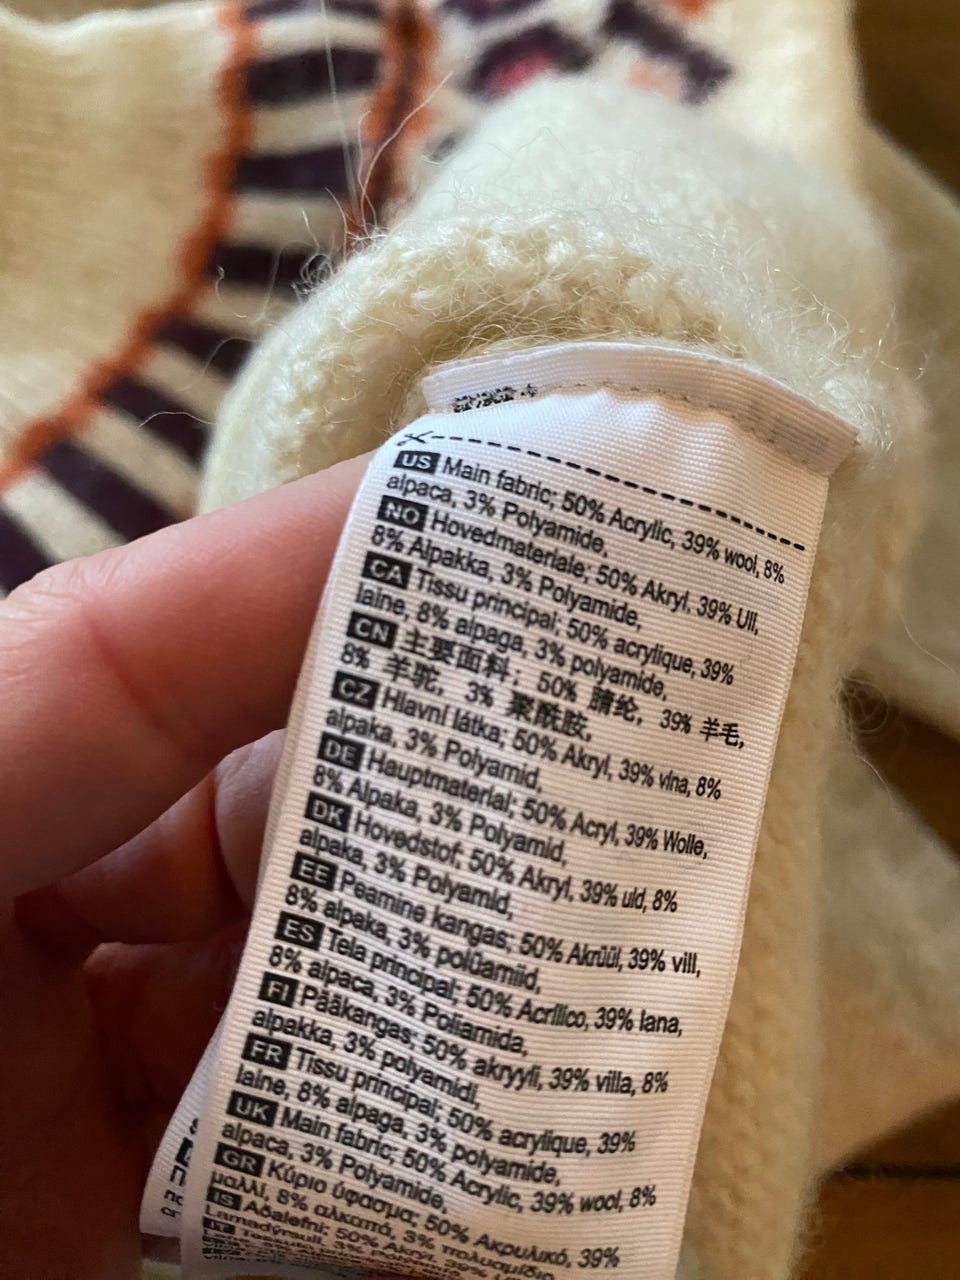 US Main fabric; 50% Acrylic, 39% wool, 8%
alpaca, 3% Polyamide,
NO Hovedmateriale; 50% Akryl, 39% Ull,
8% Alpakka, 3% Polyamide,
CA Tissu principal; 50% acrylique, 39%
laine, 8% alpaga, 3% polyamide,
CN 主要面料; 50% 腈纶, 39% 羊毛,
8% 羊驼, 3% 聚酰胺,
CZ Hlavní látka; 50% Akryl, 39% vlna, 8%
alpaka, 3% Polyamid,
DE Hauptmaterial; 50% Acryl, 39% Wolle,
8% Alpaka, 3% Polyamid,
DK Hovedstof; 50% Akryl, 39% uld, 8%
alpaka, 3% Polyamid,
EE Peamine kangas; 50% Akrüül, 39% vill,
8% alpaka, 3% polüamiid,
ES Tela principal; 50% Acrílico, 39% lana,
8% alpaca, 3% Poliamida,
FI Pääkangas; 50% akryyli, 39% villa, 8%
alpakka, 3% polyamidi,
FR Tissu principal; 50% acrylique, 39%
laine, 8% alpaga, 3% polyamide,
UK Main fabric; 50% Acrylic, 39% wool, 8%
alpaca, 3% Polyamide,
GR Κύριο ύφασμα; 50% Ακρυλικό, 39%
μαλλί, 8% αλπακά, 3% πολυαμίδιο
IS Aðalefni; 50% Akrýl, 39% Ull,